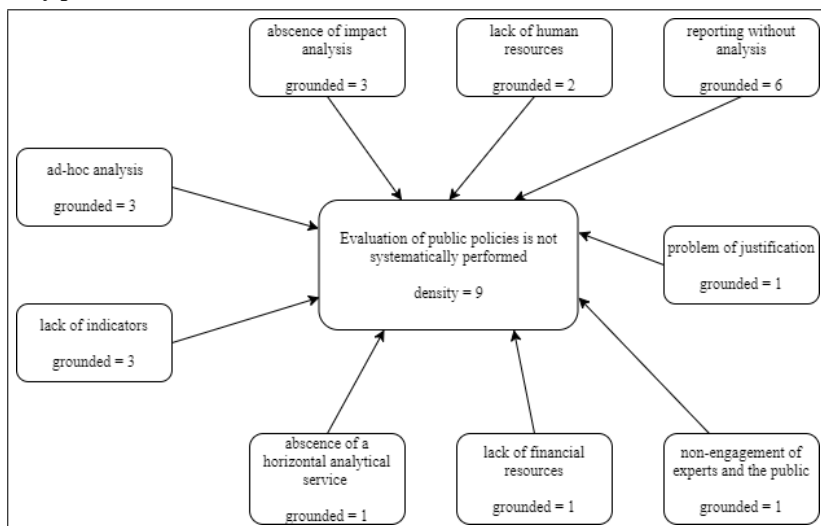 absence of impact
analysis
grounded = 3
lack of human
resources
grounded = 2
reporting without
analysis
grounded = 6
ad-hoc analysis
grounded = 3
Evaluation of public policies is not
systematically performed
density = 9
problem of justification
grounded = 1
lack of indicators
grounded = 3
absence of a
horizontal analytical
service
grounded = 1
lack of financial
resources
grounded = 1
non-engagement of
experts and the public
grounded = 1